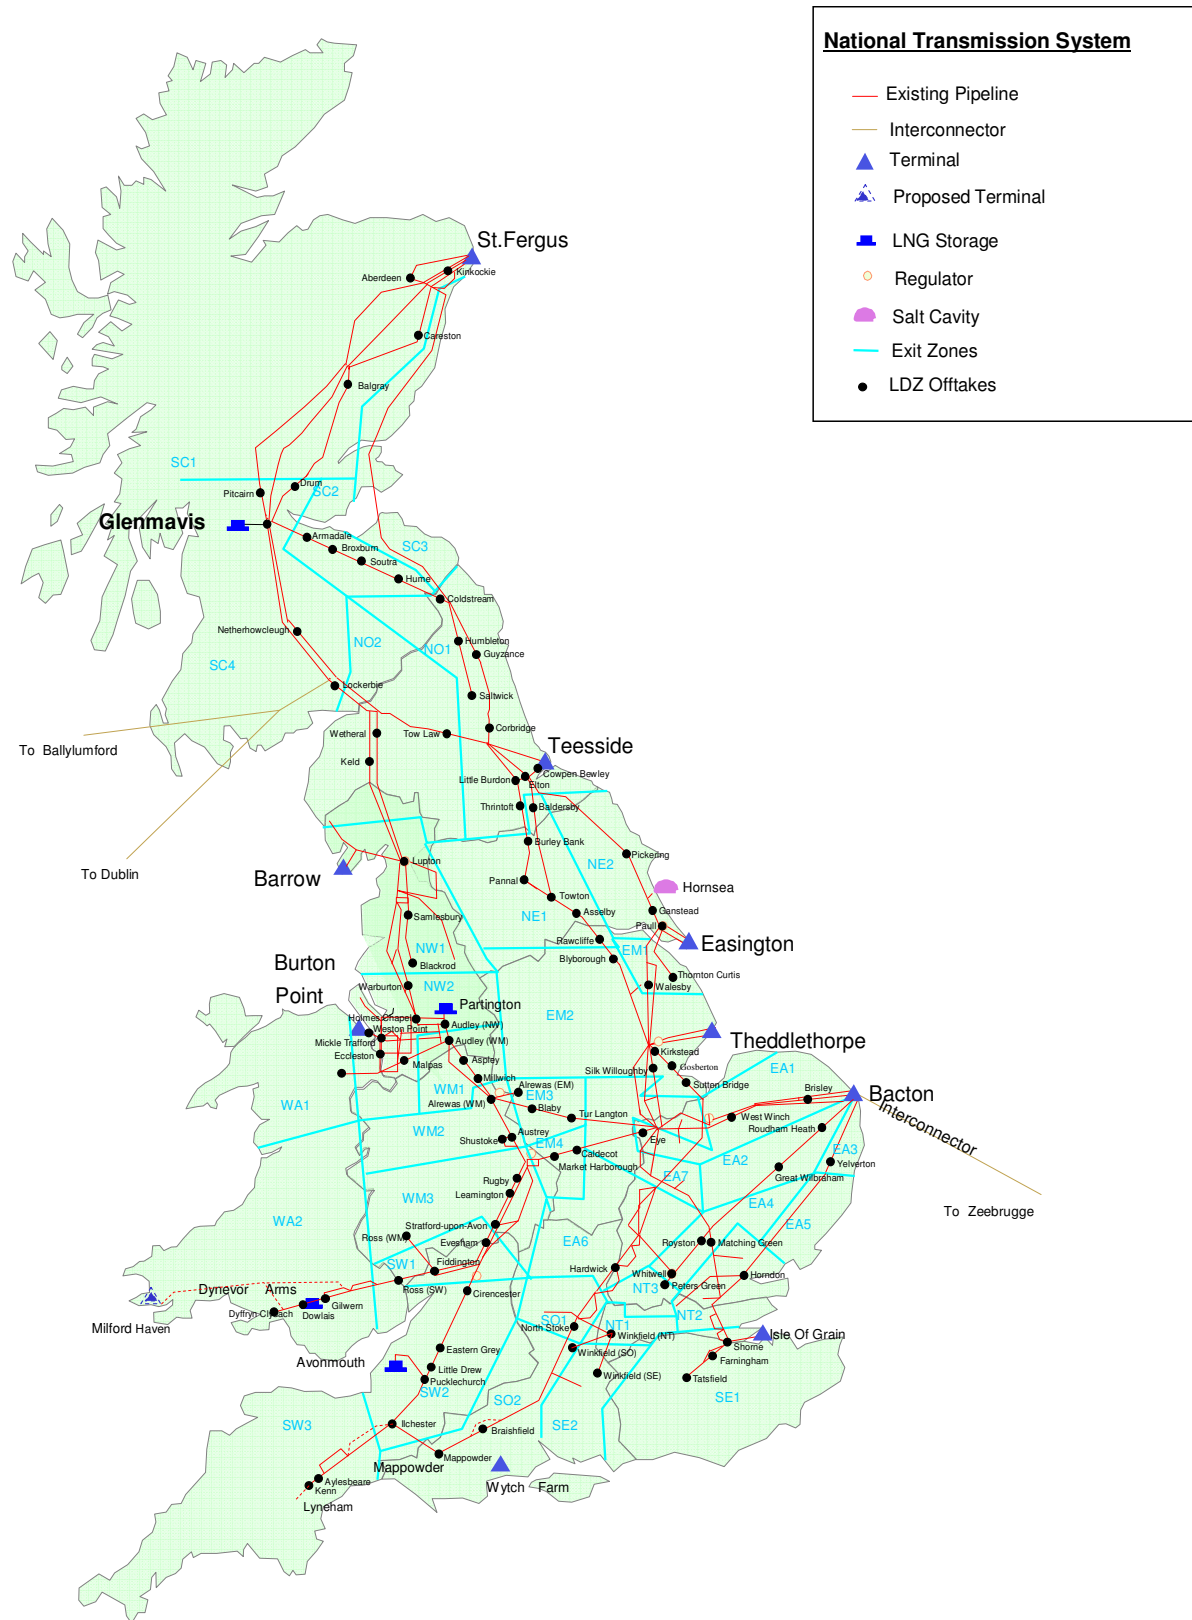 National Transmission System
Existing Pipeline
Interconnector
Terminal
Proposed Terminal
LNG Storage
Regulator
Salt Cavity
Exit Zones
LDZ Offtakes
St.Fergus
Kinkockie
Aberdeen
Careston
Balgray
SC1
Drum
SC2
Pitcairn
Glenmavis
Armadale
Broxburn
SC3
Soutra
Hume
Coldstream
Netherhowcleugh
NO2
NO1
Humbleton
Guyzance
SC4
Lockerbie
Saltwick
Corbridge
Wetheral
Tow Law
To Ballylumford
Teesside
Keld
Cowpen Bewley
Little Burdon
Elton
Thrintoft
Baldersby
Burley Bank
To Dublin
Lupton
Pickering
NE2
Barrow
Pannal
Hornsea
Towton
Samlesbury
NE1
Asselby
Ganstead
Paull
Rawcliffe
EM1
Easington
NW1
Blyborough
Blackrod
Burton
Point
NW2
Thornton Curtis
Warburton
Walesby
Partington
Holmes Chapel
EM2
Weston Point
Audley (NW)
Theddlethorpe
Mickle Trafford
Audley (WM)
Eccleston
Kirkstead
Malpas
Aspley
Gosberton
Silk Willoughby
EA1
Millwich
Sutton Bridge
WM1
Alrewas (EM)
Brisley
Bacton
Alrewas (WM)
EM3
WA1
Blaby
Tur Langton
West Winch
Interconnector
Roudham Heath
WM2
Austrey
Shustoke
EM4
Eye
Caldecot
EA2
EA3
Market Harborough
Yelverton
Great Wilbraham
Rugby
EA7
Leamington
WM3
EA4
To Zeebrugge
WA2
Stratford-upon-Avon
EA5
Ross (WM)
Evesham
EA6
Royston
Matching Green
SW1
Fiddington
Hardwick
Whitwell
Horndon
Dynevor Arms
Ross (SW)
Peters Green
NT3
Cirencester
Gilwern
Dyffryn Clydach
Dowlais
NT2
Milford Haven
SO1
North Stoke
NT1
Winkfield (NT)
Isle Of Grain
Eastern Grey
Winkfield (SO)
Shorne
Farningham
Avonmouth
Little Drew
Winkfield (SE)
Tatsfield
Pucklechurch
SW2
SE1
SO2
SW3
Ilchester
Braishfield
SE2
Mappowder
Mappowder
Aylesbeare
Kenn
Wytch Farm
Lyneham